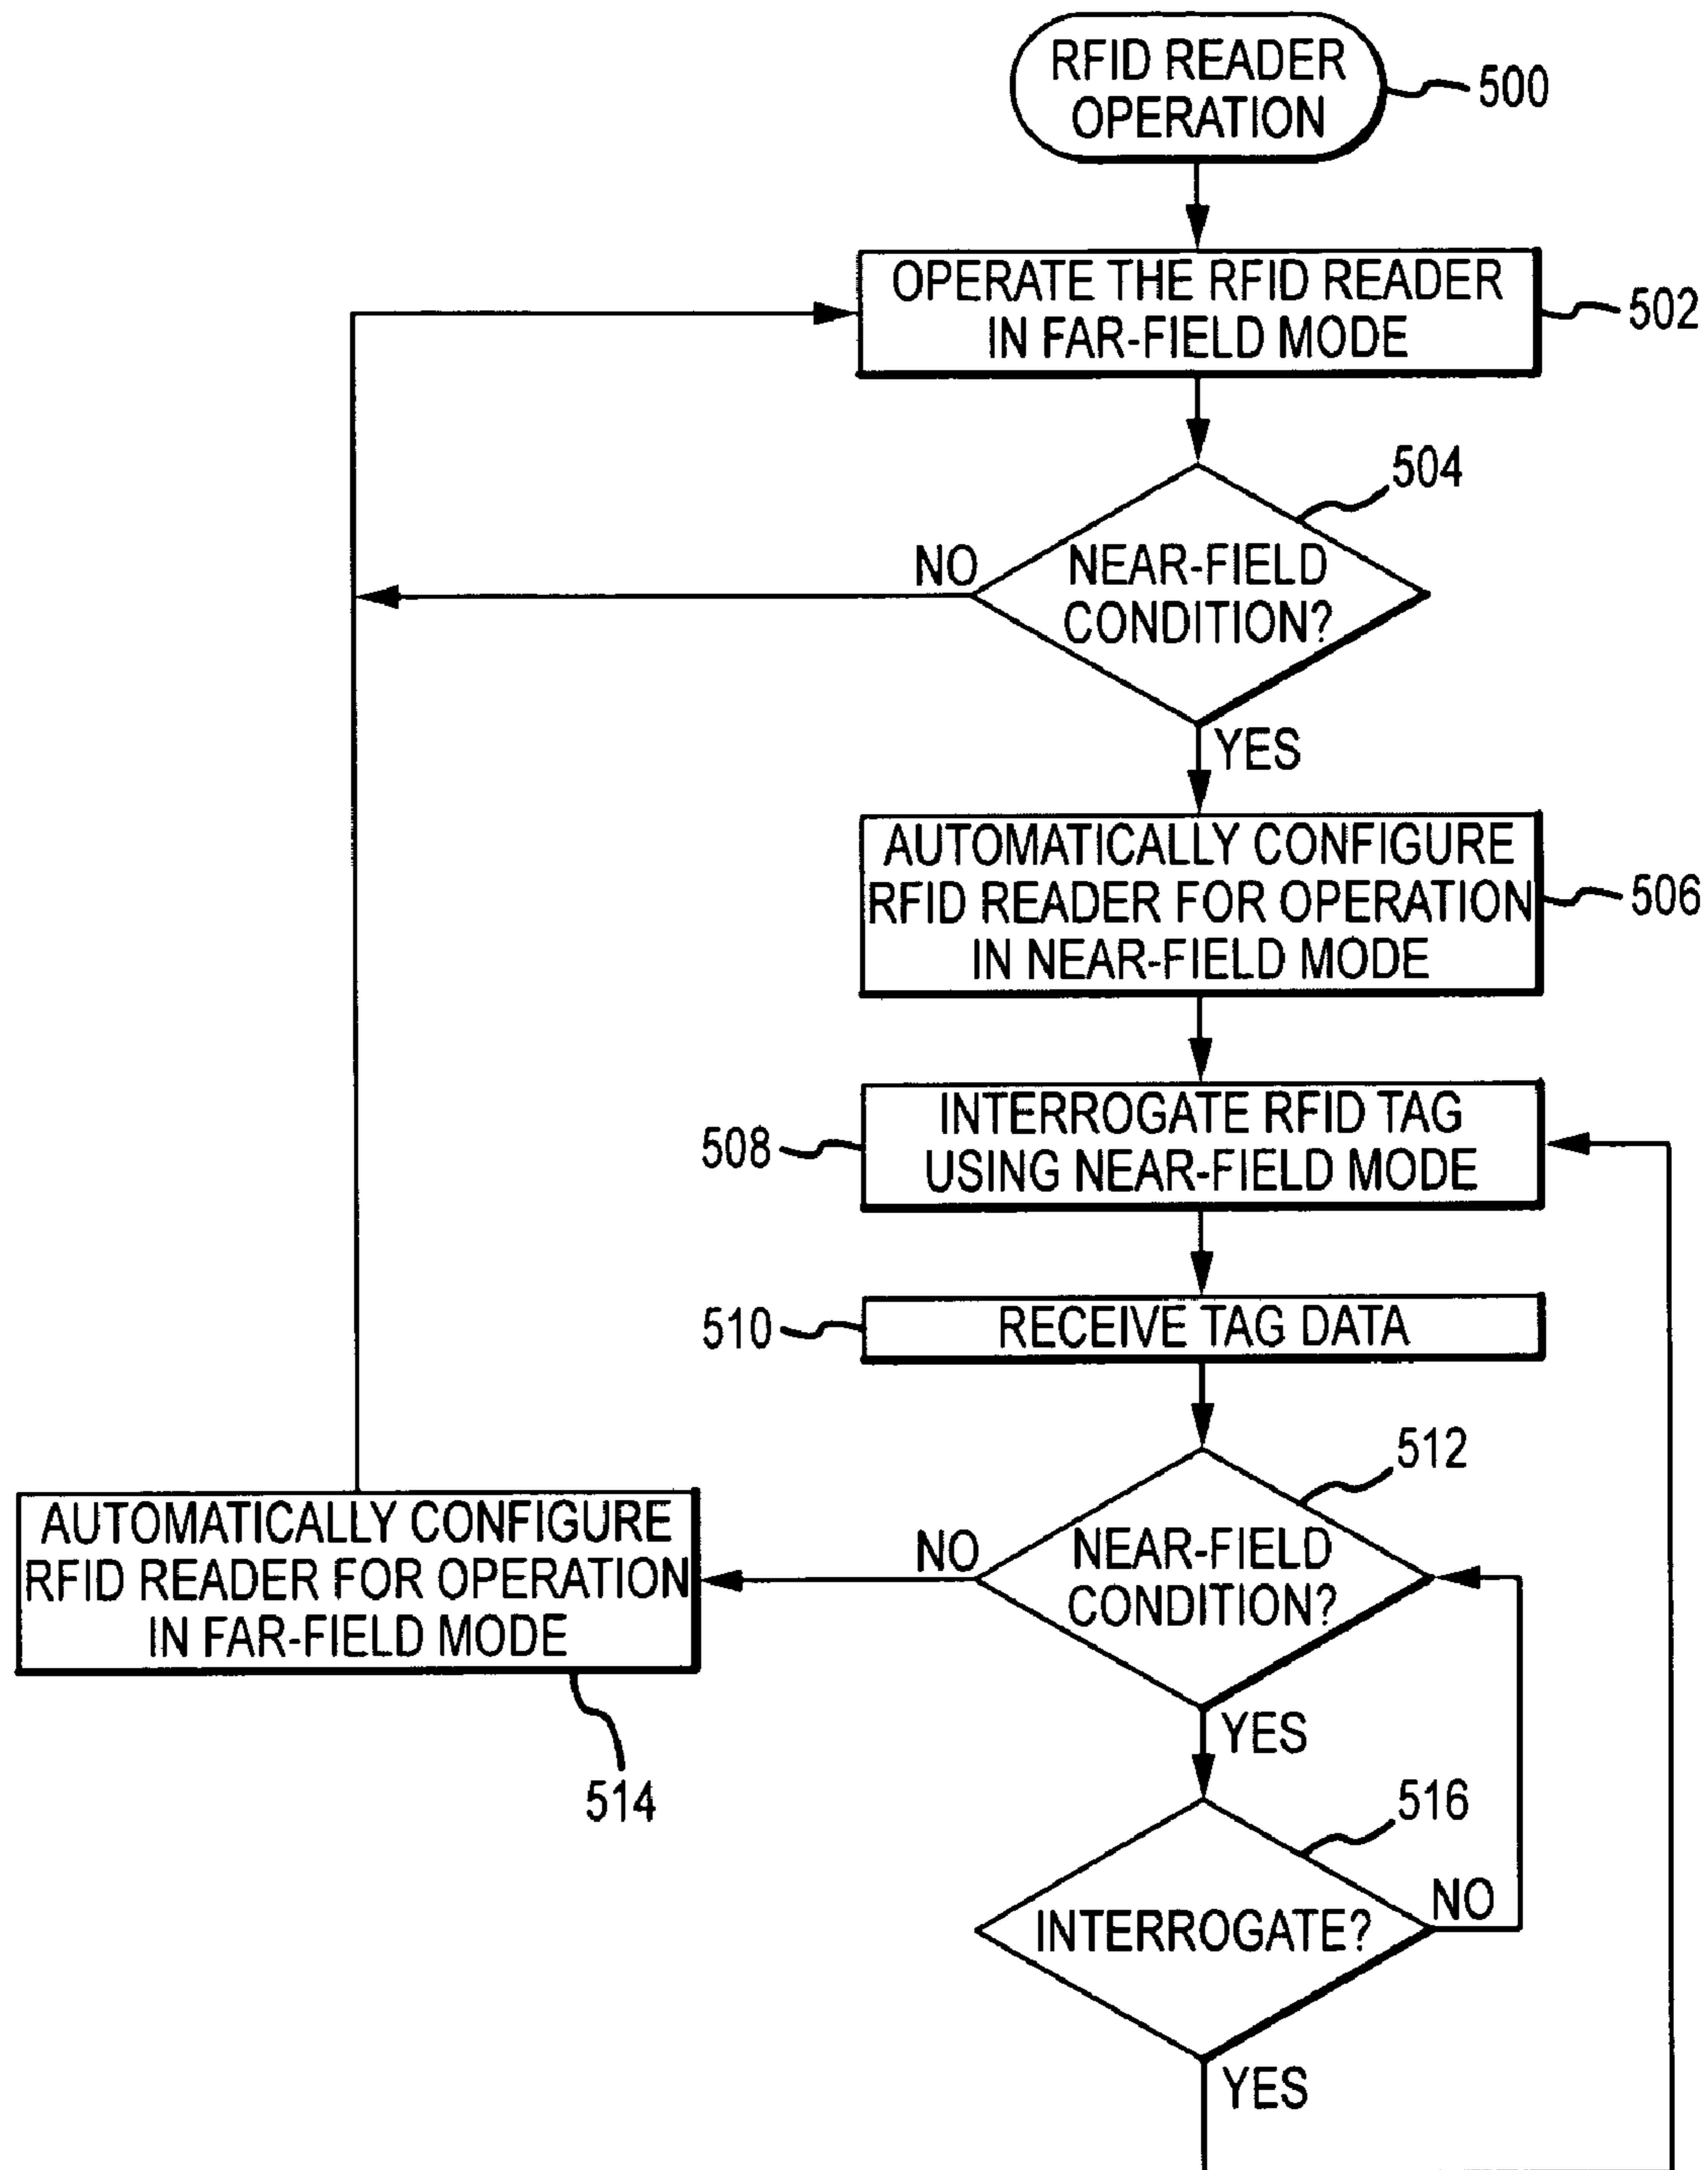 RFID READER
OPERATION
500
OPERATE THE RFID READER
IN FAR-FIELD MODE
502
504
NEAR-FIELD
CONDITION?
NO
YES
AUTOMATICALLY CONFIGURE
RFID READER FOR OPERATION
IN NEAR-FIELD MODE
506
INTERROGATE RFID TAG
USING NEAR-FIELD MODE
508
RECEIVE TAG DATA
510
512
NEAR-FIELD
CONDITION?
NO
AUTOMATICALLY CONFIGURE
RFID READER FOR OPERATION
IN FAR-FIELD MODE
514
YES
516
INTERROGATE?
NO
YES